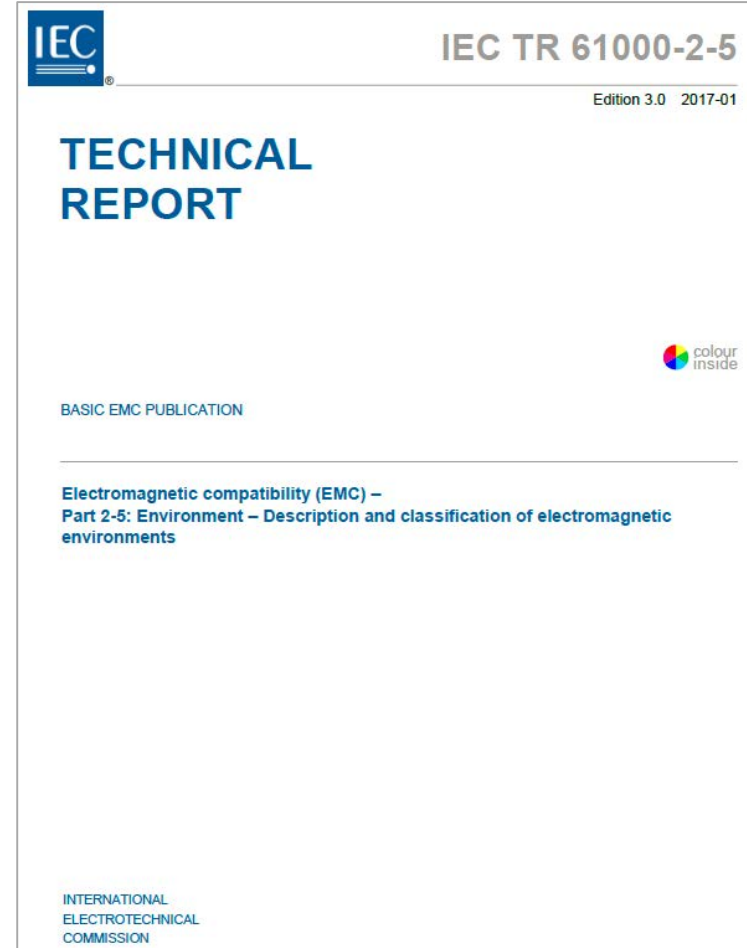 IEC
®
IEC TR 61000-2-5
Edition 3.0 2017-01
TECHNICAL
REPORT
colour
inside
BASIC EMC PUBLICATION
Electromagnetic compatibility (EMC) –
Part 2-5: Environment – Description and classification of electromagnetic
environments
INTERNATIONAL
ELECTROTECHNICAL
COMMISSION